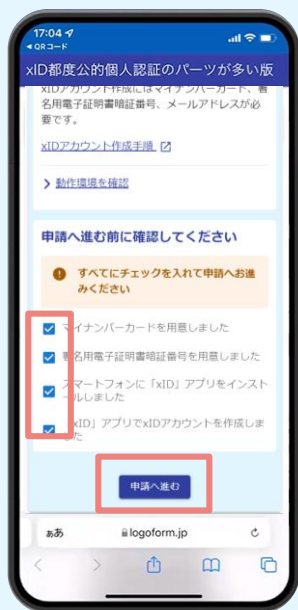 17:04
◀ QRコード
xID都度公的個人認証のパーツが多い版
xIDアカウント作成にはマイナンバーカード、署
名用電子証明書暗証番号、メールアドレスが必
要です。
xIDアカウント作成手順
動作環境を確認
申請へ進む前に確認してください
すべてにチェックを入れて申請へお進
みください
マイナンバーカードを用意しました
署名用電子証明書暗証番号を用意しました
スマートフォンに「xID」アプリをインスト
ールしました
「xID」アプリでxIDアカウントを作成しま
した
申請へ進む
ぁあ
logoform.jp